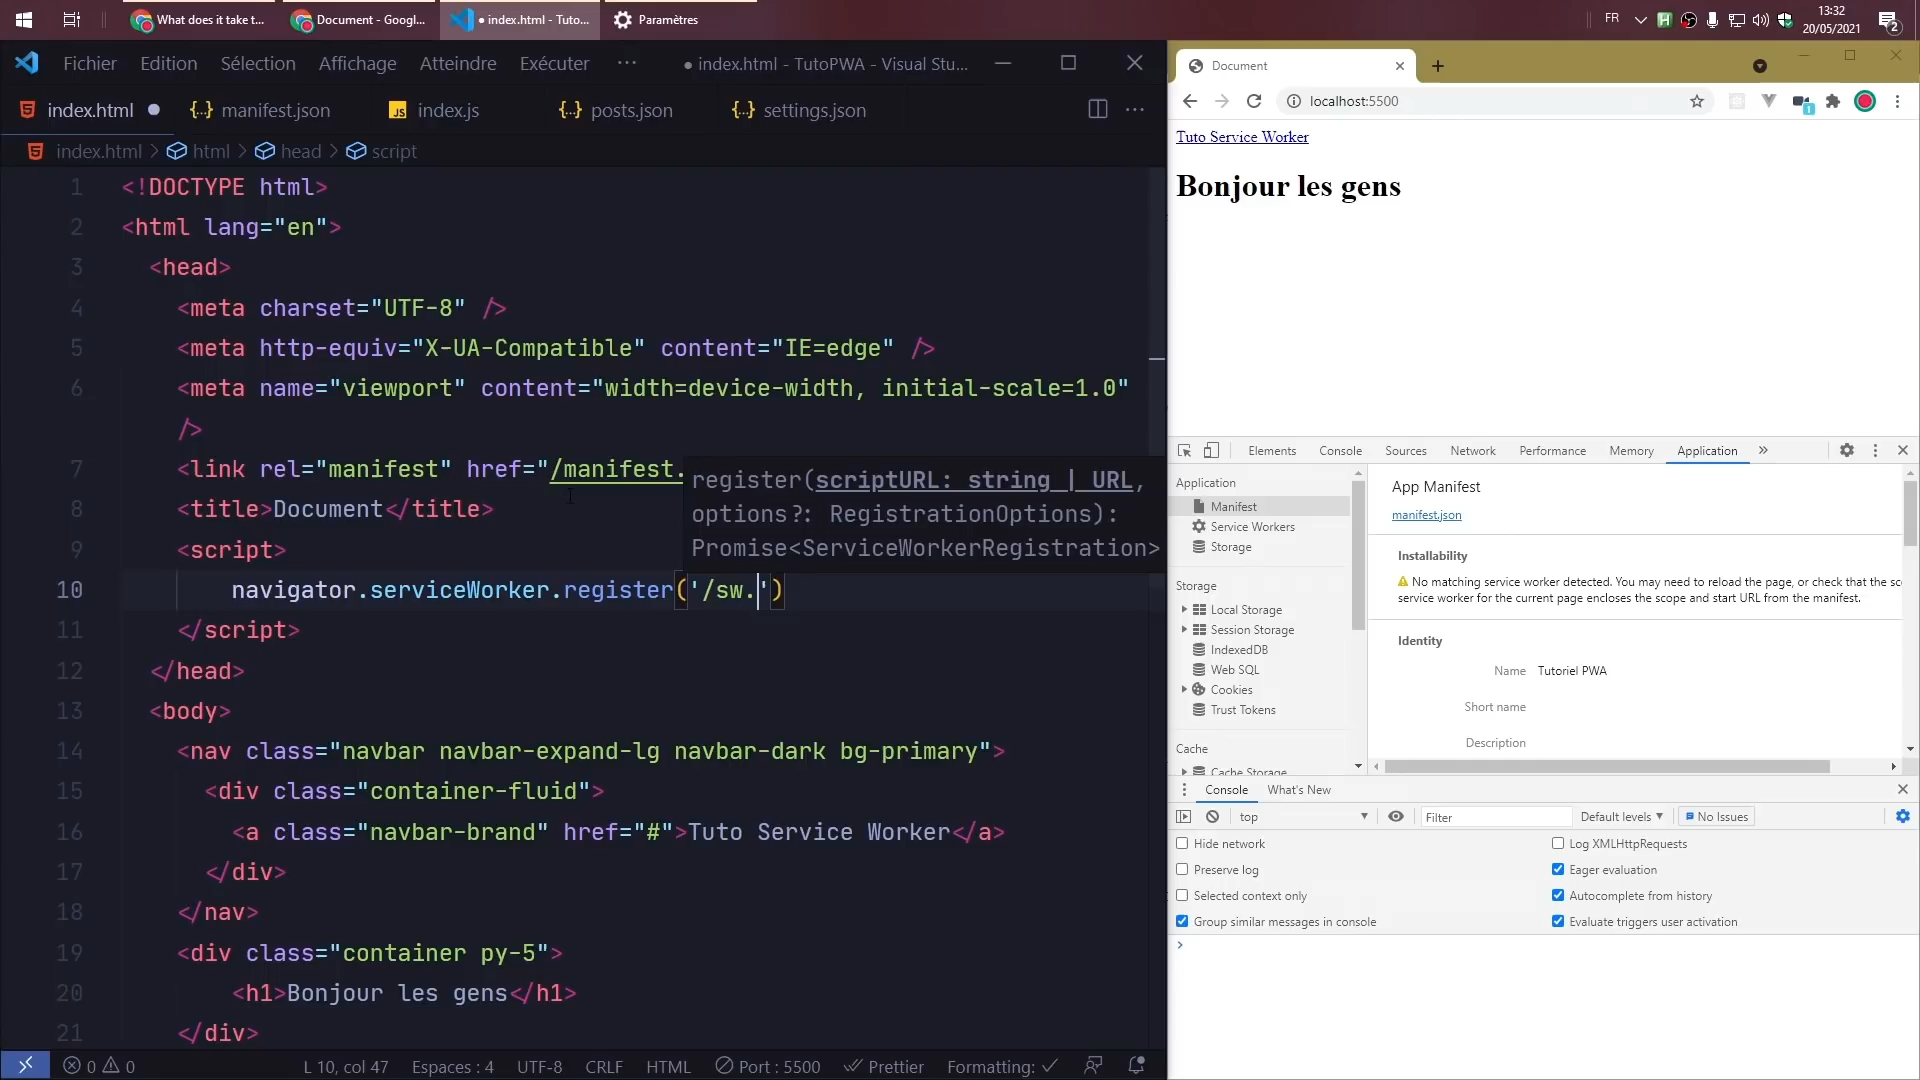 What does it take t...
Document - Googl...
● index.html - Tuto...
Paramètres
FR
13:32
20/05/2021
2
Fichier Edition Sélection Affichage Atteindre Exécuter ···
● index.html - TutoPWA - Visual Stu...
index.html
manifest.json
index.js
posts.json
settings.json
index.html > html > head > script
1 <!DOCTYPE html>
2 <html lang="en">
3 <head>
4 <meta charset="UTF-8" />
5 <meta http-equiv="X-UA-Compatible" content="IE=edge" />
6 <meta name="viewport" content="width=device-width, initial-scale=1.0"
/>
7 <link rel="manifest" href="/manifest.
8 <title>Document</title>
9 <script>
10 navigator.serviceWorker.register('/sw.')
11 </script>
12 </head>
13 <body>
14 <nav class="navbar navbar-expand-lg navbar-dark bg-primary">
15 <div class="container-fluid">
16 <a class="navbar-brand" href="#">Tuto Service Worker</a>
17 </div>
18 </nav>
19 <div class="container py-5">
20 <h1>Bonjour les gens</h1>
21 </div>
register(scriptURL: string | URL,
options?: RegistrationOptions):
Promise<ServiceWorkerRegistration>
0 0
L 10, col 47
Espaces : 4
UTF-8
CRLF
HTML
Port : 5500
Prettier
Formatting:
Document
localhost:5500
1
Tuto Service Worker
Bonjour les gens
Elements Console Sources Network Performance Memory Application »
Application
Manifest
Service Workers
Storage
Storage
Local Storage
Session Storage
IndexedDB
Web SQL
Cookies
Trust Tokens
Cache
Cache Storage
App Manifest
manifest.json
Installability
No matching service worker detected. You may need to reload the page, or check that the sc
service worker for the current page encloses the scope and start URL from the manifest.
Identity
Name Tutoriel PWA
Short name
Description
Console What's New
top
Filter
Default levels
No Issues
Hide network
Log XMLHttpRequests
Preserve log
Eager evaluation
Selected context only
Autocomplete from history
Group similar messages in console
Evaluate triggers user activation
>